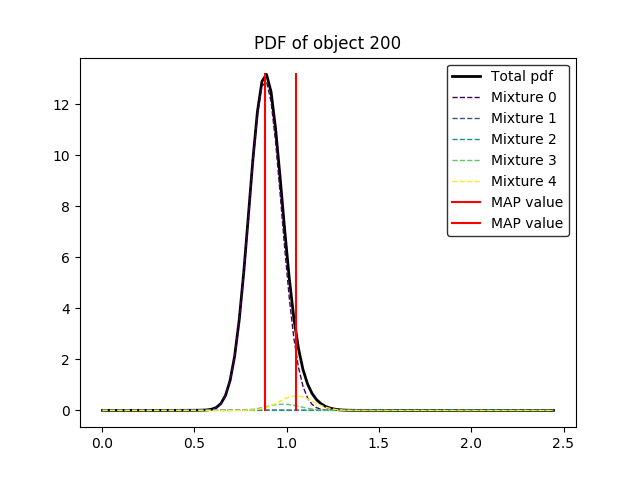 PDF of object 200
Total pdf
Mixture 0
Mixture 1
Mixture 2
Mixture 3
Mixture 4
MAP value
MAP value
12
10
8
6
4
2
0
0.0 0.5 1.0 1.5 2.0 2.5